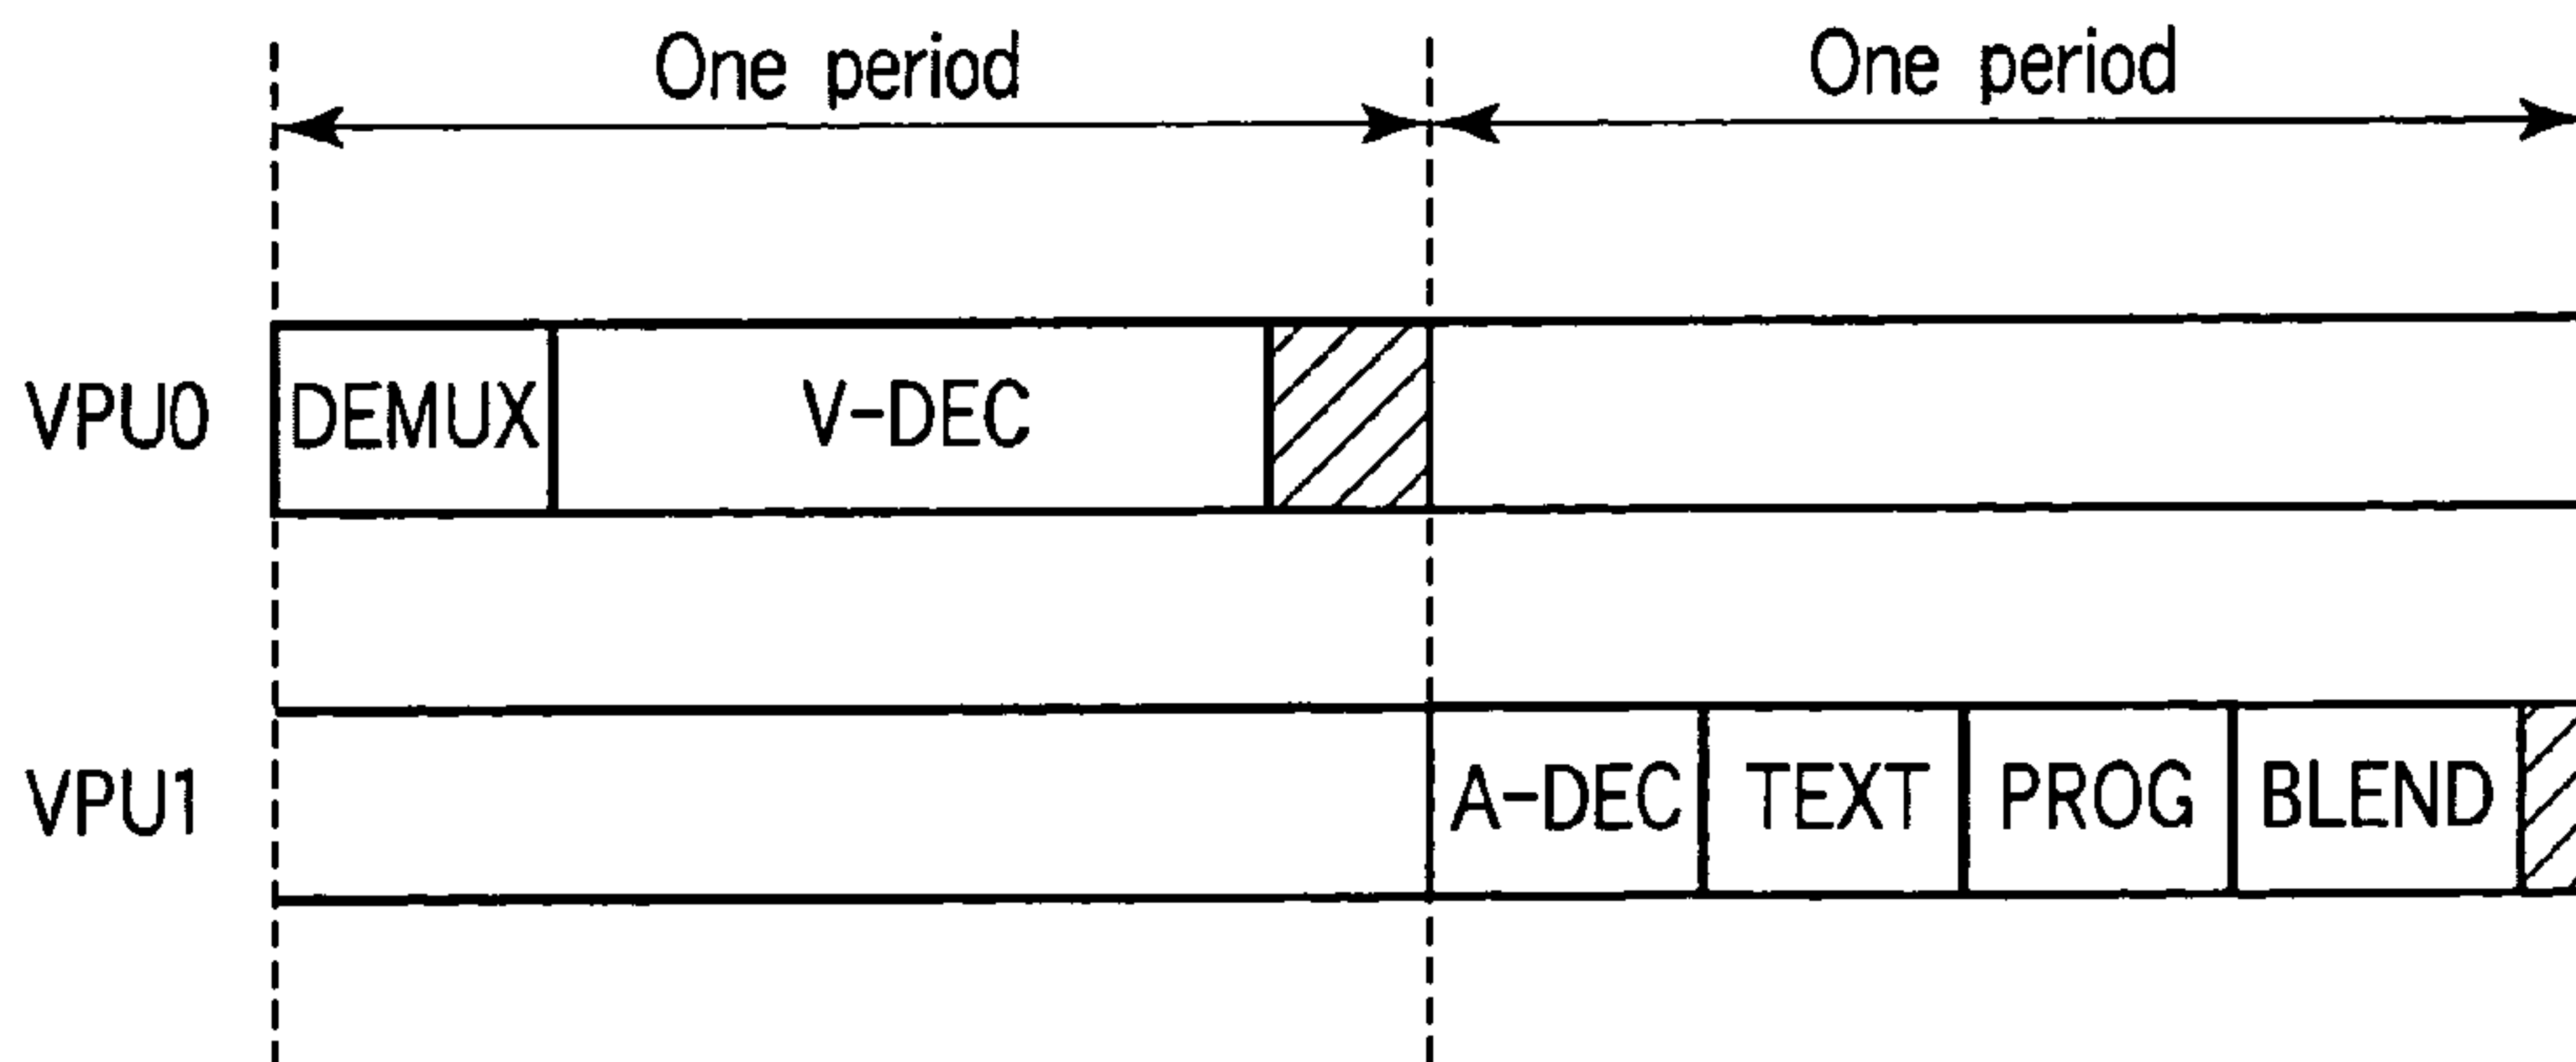 One period One period
VPU0 DEMUX V-DEC
VPU1 A-DEC TEXT PROG BLEND